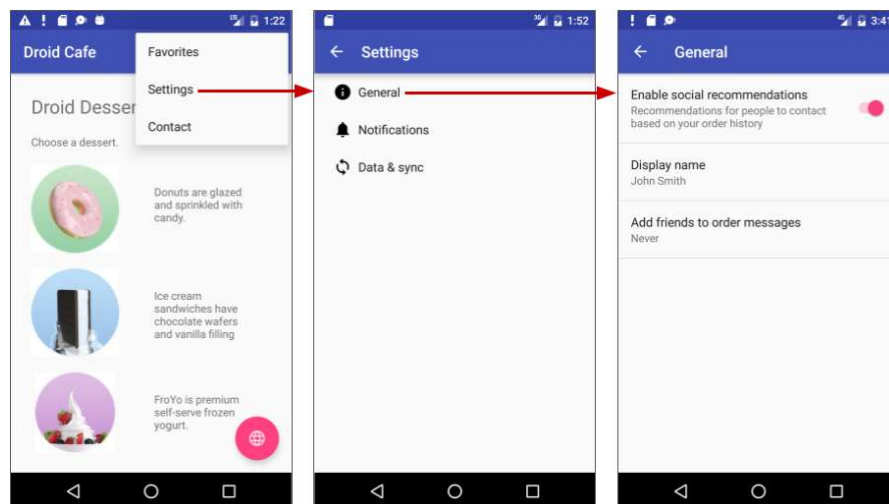 1:22
Droid Cafe
Favorites
Settings
Contact
Droid Desser
Choose a dessert.
Donuts are glazed
and sprinkled with
candy.
Ice cream
sandwiches have
chocolate wafers
and vanilla filling
FroYo is premium
self-serve frozen
yogurt.
1:52
Settings
General
Notifications
Data & sync
3:41
General
Enable social recommendations
Recommendations for people to contact
based on your order history
Display name
John Smith
Add friends to order messages
Never